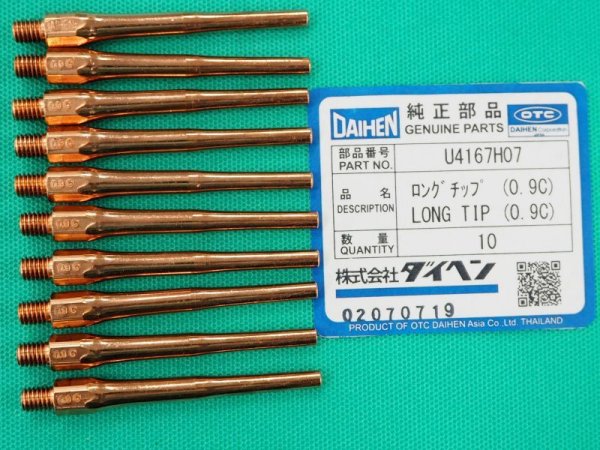 DAIHEN
純正部品
GENUINE PARTS
OTC
DAIHEN Corporation
部品番号
PART NO.
U4167H07
品名
DESCRIPTION
ロングチップ (0.9C)
LONG TIP (0.9C)
数量
QUANTITY
10
株式会社ダイヘン
02070719
PRODUCT OF OTC DAIHEN Asia Co.,Ltd. THAILAND